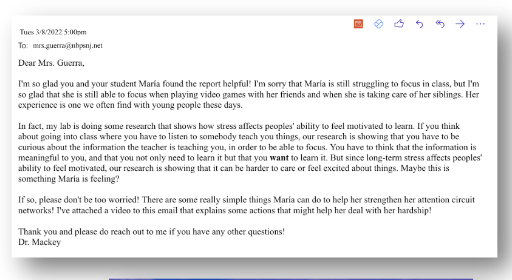 Tues 3/8/2022 5:00pm
To: mrs.guerra@nbpsnj.net
Dear Mrs. Guerra,
I'm so glad you and your student María found the report helpful! I'm sorry that María is still struggling to focus in class, but I'm
so glad that she is still able to focus when playing video games with her friends and when she is taking care of her siblings. Her
experience is one we often find with young people these days.
In fact, my lab is doing some research that shows how stress affects peoples' ability to feel motivated to learn. If you think
about going into class where you have to listen to somebody teach you things, our research is showing that you have to be
curious about the information the teacher is teaching you, in order to be able to focus. You have to think that the information is
meaningful to you, and that you not only need to learn it but that you want to learn it. But since long-term stress affects peoples'
ability to feel motivated, our research is showing that it can be harder to care or feel excited about things. Maybe this is
something María is feeling?
If so, please don't be too worried! There are some really simple things María can do to help her strengthen her attention circuit
networks! I've attached a video to this email that explains some actions that might help her deal with her hardship!
Thank you and please do reach out to me if you have any other questions!
Dr. Mackey